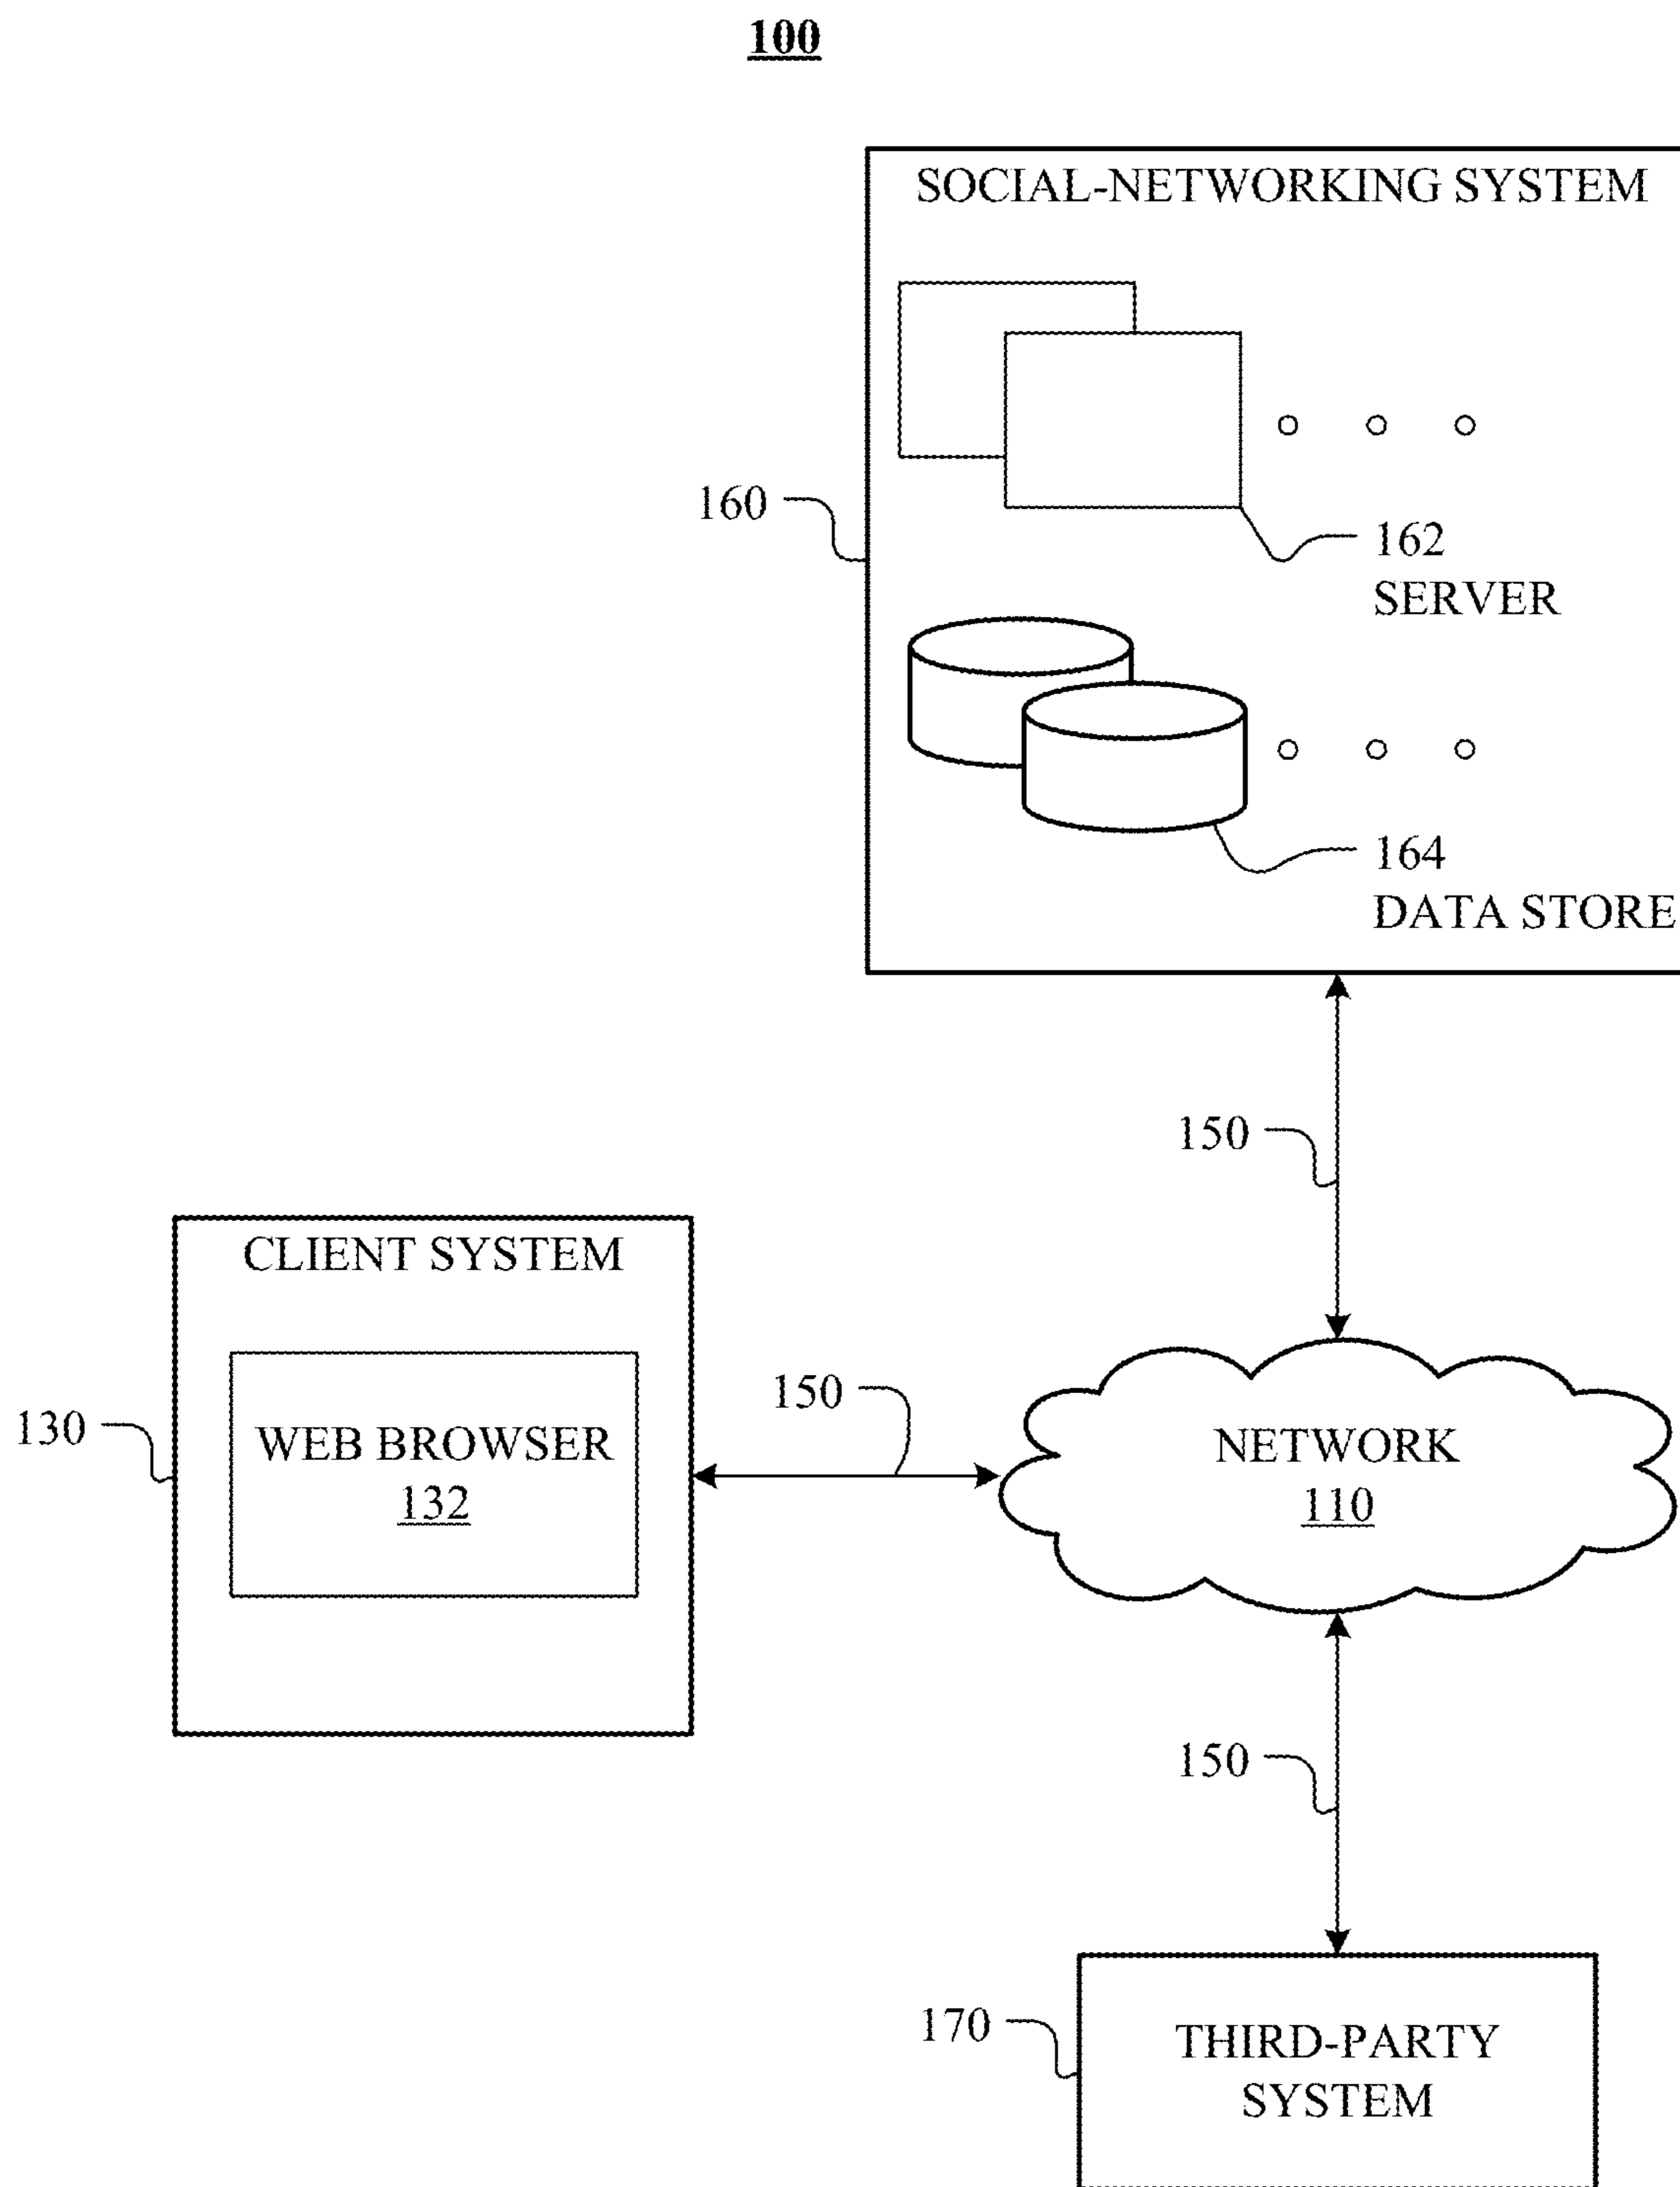 100
SOCIAL-NETWORKING SYSTEM
160
162
SERVER
164
DATA STORE
150
CLIENT SYSTEM
130
WEB BROWSER
132
150
NETWORK
110
150
170
THIRD-PARTY
SYSTEM